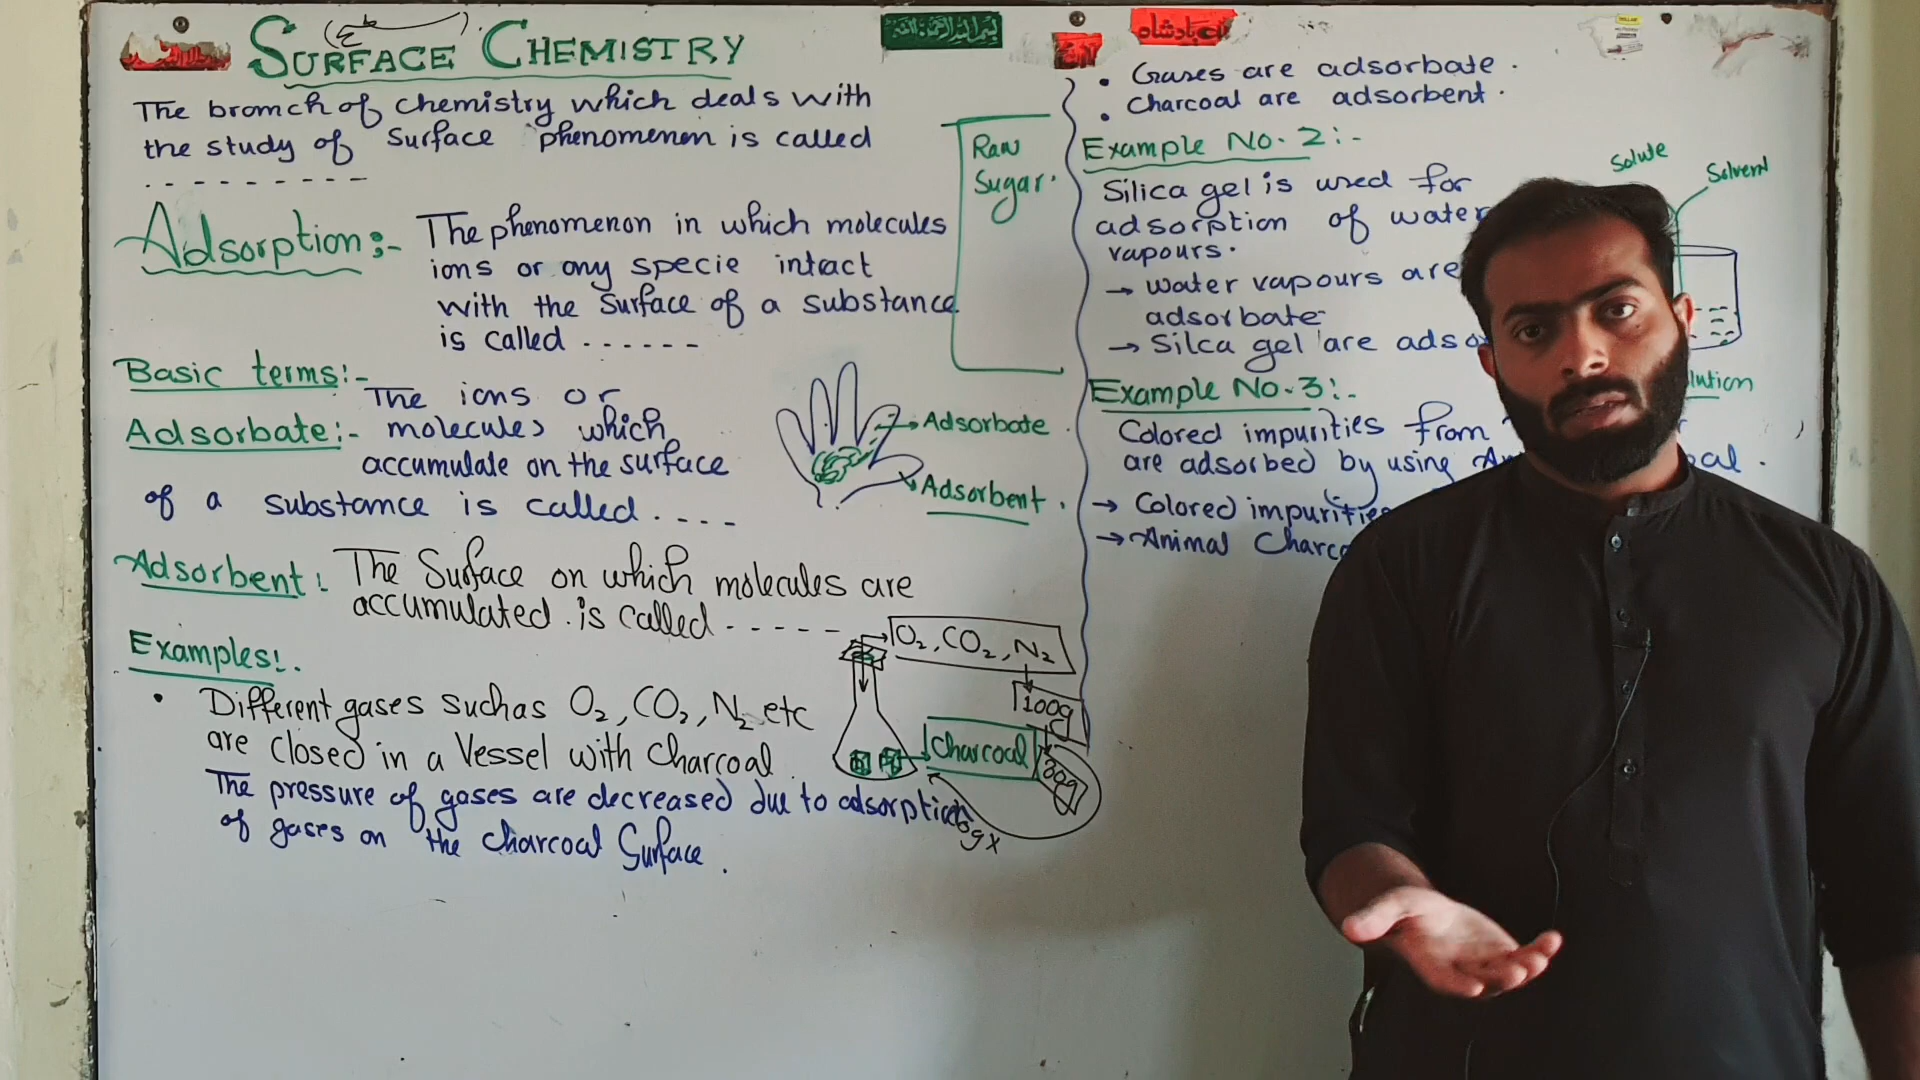 SURFACE CHEMISTRY
The branch of chemistry which deals with
the study of surface phenomenon is called
- - - - - - - - -
Adsorption:- The phenomenon in which molecules
ions or any specie intract
with the surface of a substance
is called - - - - - -
Basic terms:-
Adsorbate:- The ions or
molecules which
accumulate on the surface
of a substance is called - - - -
Adsorbate.
Adsorbent.
Adsorbent: The Surface on which molecules are
accumulated. is called - - - - -
Examples:.
• Different gases such as O₂, CO₂, N₂ etc
are closed in a Vessel with Charcoal.
The pressure of gases are decreased due to adsorption
of gases on the charcoal Surface.
O₂, CO₂, N₂
100g
Charcoal
80g
Raw
Sugar.
بادشاہ
• Gases are adsorbate.
• Charcoal are adsorbent.
Example No. 2:-
Silica gel is used for
adsorption of water
vapours.
→ water vapours are
adsorbate
→ Silca gel are adso
Example No. 3:-
Colored impurities from
are adsorbed by using
→ Colored impurities
→ Animal Charco
Solute
Solvent
lution